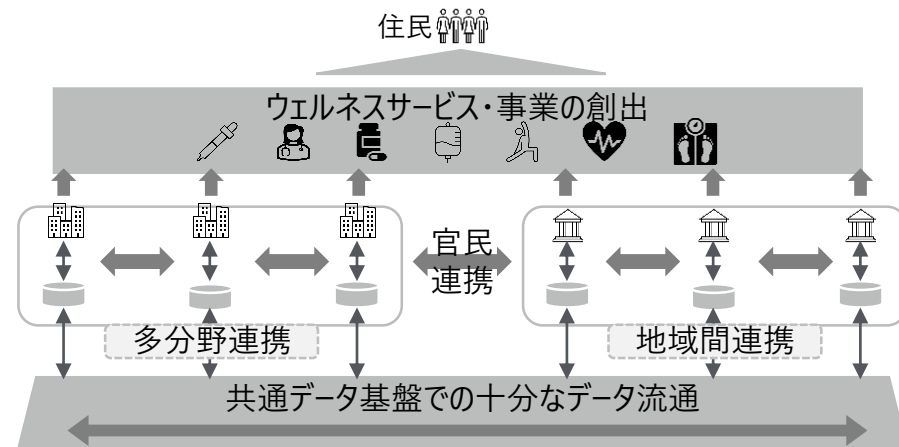 住民
ウェルネスサービス・事業の創出
官民
連携
多分野連携
地域間連携
共通データ基盤での十分なデータ流通